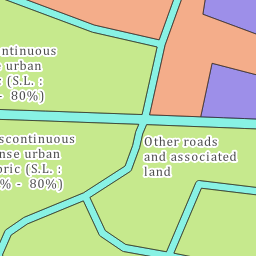 ontinuous
e urban
c (S.L. :
- 80%)
scontinuous
nse urban
oric (S.L. :
% - 80%)
Other roads
and associated
land